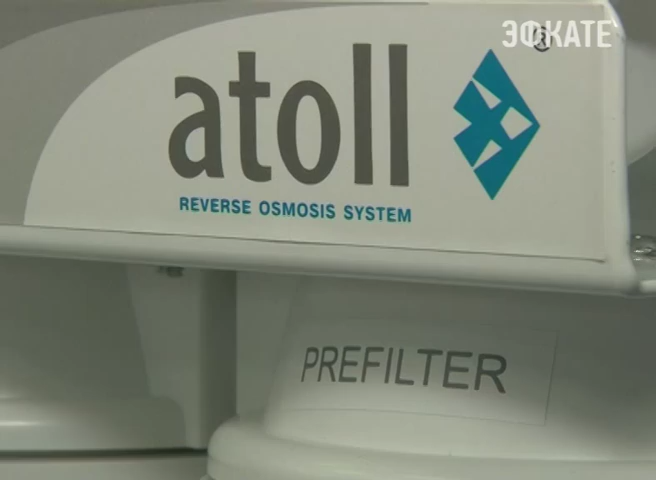 ЭФКАТЕ
atoll
®
REVERSE OSMOSIS SYSTEM
PREFILTER